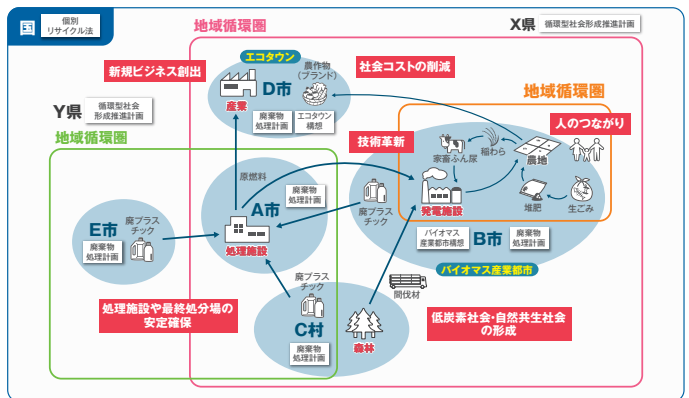 国
個別
リサイクル法
地域循環圏
X県
循環型社会形成推進計画
新規ビジネス創出
エコタウン
農作物
（ブランド）
D市
産業
廃棄物
処理計画
エコタウン
構想
社会コストの削減
Y県
循環型社会
形成推進計画
地域循環圏
地域循環圏
人のつながり
技術革新
家畜ふん尿
稲わら
農地
原燃料
A市
廃棄物
処理計画
処理施設
廃プラス
チック
発電施設
堆肥
生ごみ
バイオマス
産業都市構想
B市
廃棄物
処理計画
バイオマス産業都市
E市
廃プラス
チック
廃棄物
処理計画
処理施設や最終処分場の
安定確保
廃プラス
チック
C村
廃棄物
処理計画
森林
間伐材
低炭素社会・自然共生社会
の形成